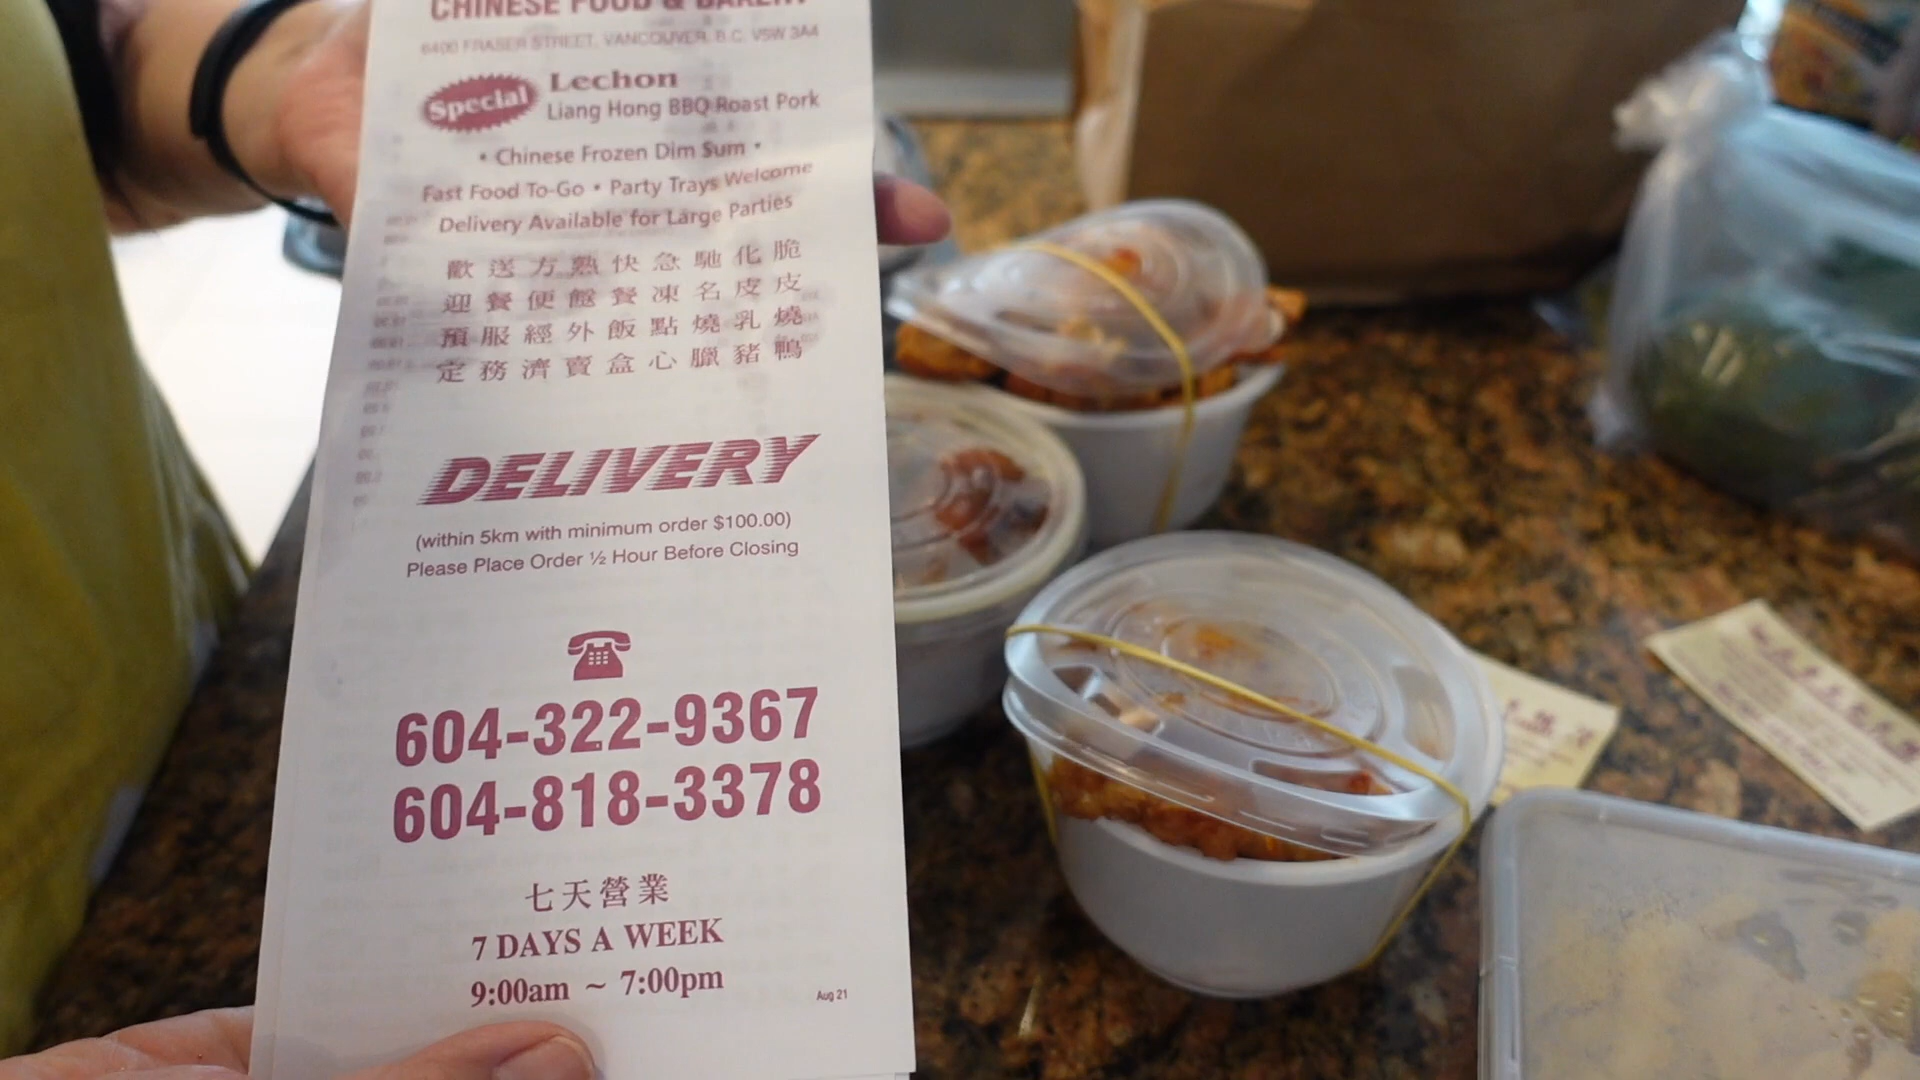 CHINESE FOOD & BAKERY
6400 FRASER STREET, VANCOUVER, B.C. V5W 3A4
Special
Lechon
Liang Hong BBQ Roast Pork
• Chinese Frozen Dim Sum •
Fast Food To-Go • Party Trays Welcome
Delivery Available for Large Parties
脆皮燒鴨
化皮乳豬
馳名燒臘
急凍點心
快餐飯盒
熟餸外賣
方便經濟
送餐服務
歡迎預定
DELIVERY
(within 5km with minimum order $100.00)
Please Place Order ½ Hour Before Closing
604-322-9367
604-818-3378
七天營業
7 DAYS A WEEK
9:00am ~ 7:00pm
Aug 21